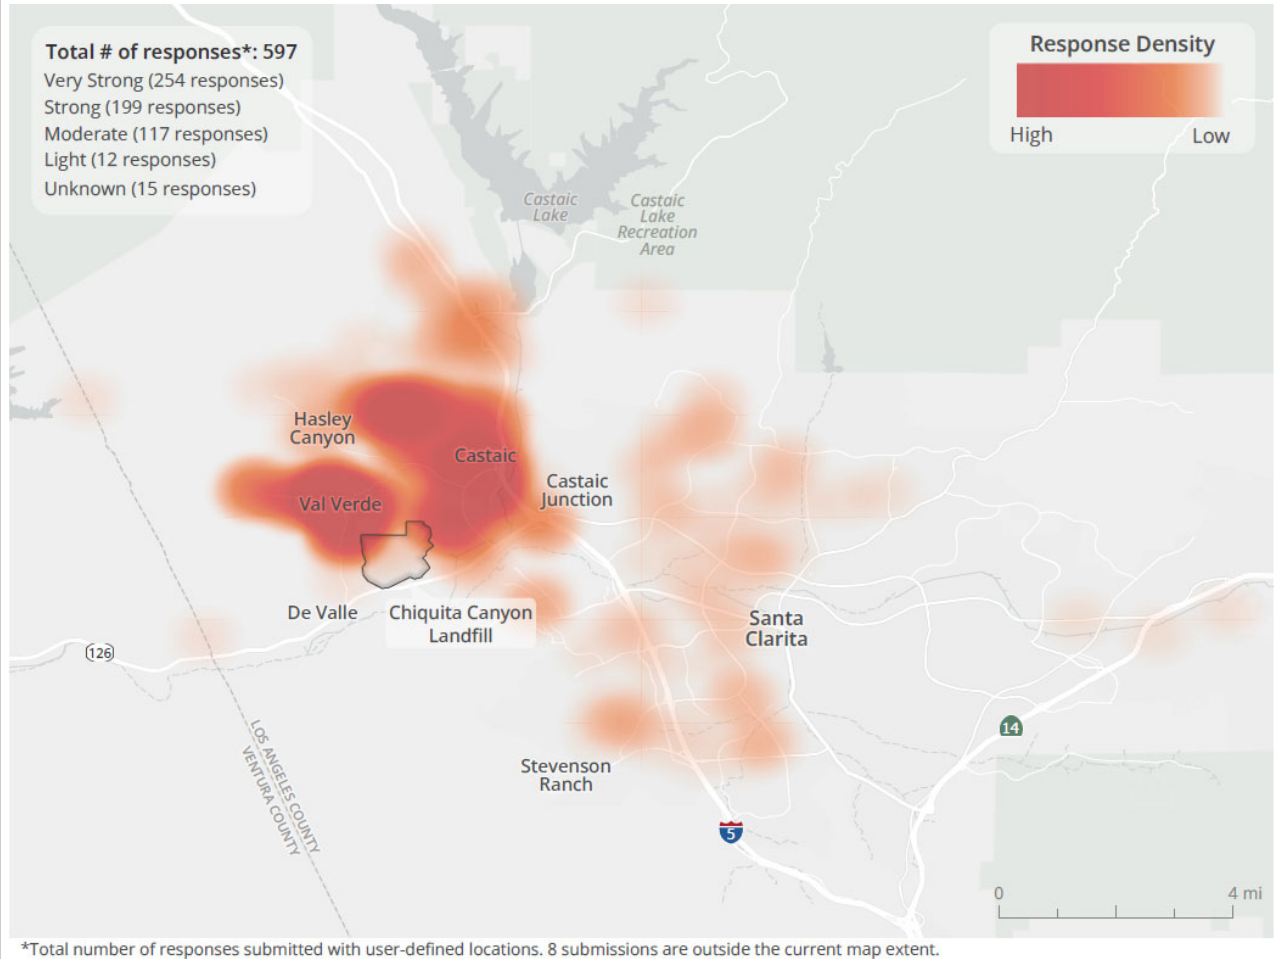 Total # of responses*: 597
Very Strong (254 responses)
Strong (199 responses)
Moderate (117 responses)
Light (12 responses)
Unknown (15 responses)
Response Density
High
Low
Castaic
Lake
Castaic
Lake
Recreation
Area
Hasley
Canyon
Castaic
Castaic
Junction
Val Verde
De Valle
Chiquita Canyon
Landfill
Santa
Clarita
126
14
LOS ANGELES COUNTY
VENTURA COUNTY
Stevenson
Ranch
5
0
4 mi
*Total number of responses submitted with user-defined locations. 8 submissions are outside the current map extent.